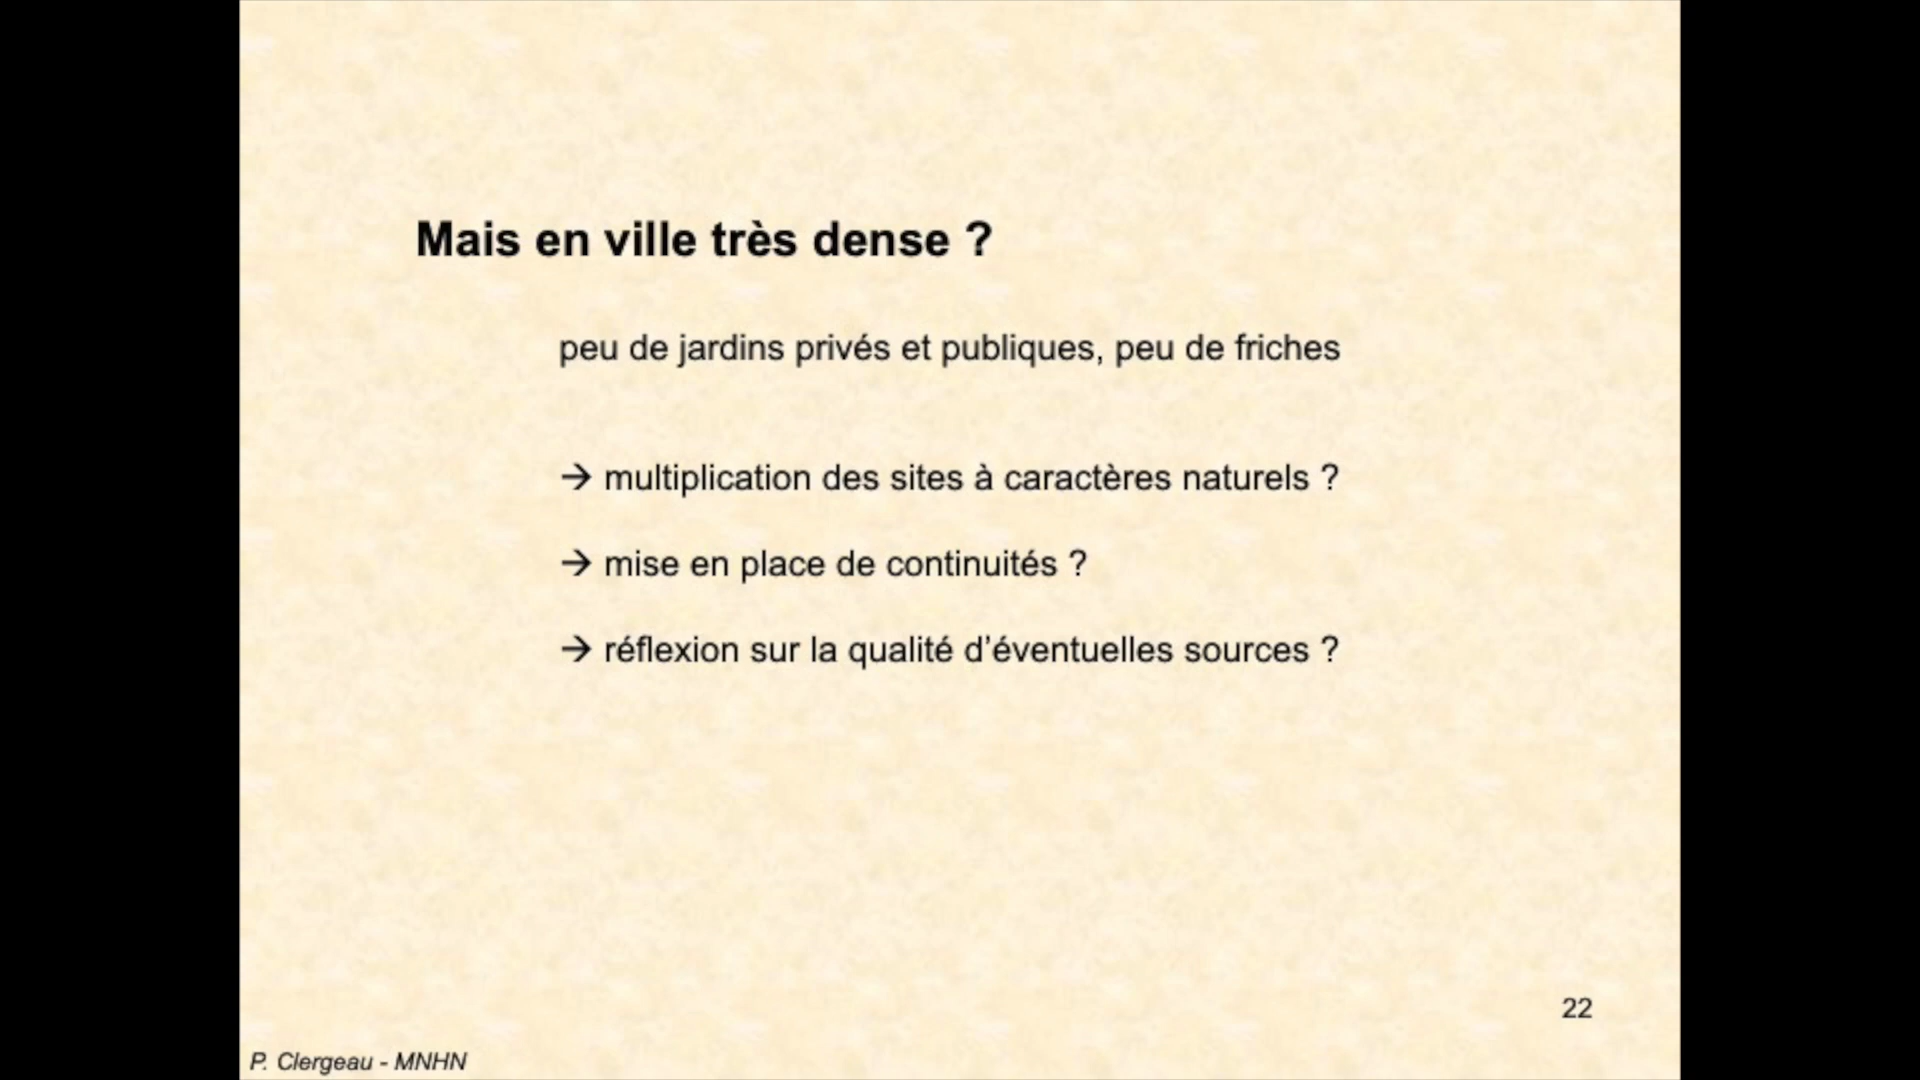 Mais en ville très dense ?
peu de jardins privés et publiques, peu de friches
→ multiplication des sites à caractères naturels ?
→ mise en place de continuités ?
→ réflexion sur la qualité d’éventuelles sources ?
22
P. Clergeau - MNHN